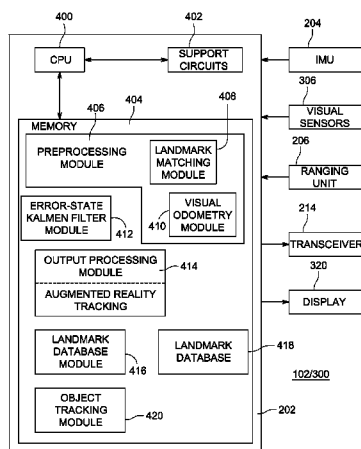 400
402
204
CPU
SUPPORT
CIRCUITS
IMU
306
406
404
408
MEMORY
VISUAL
SENSORS
PREPROCESSING
MODULE
LANDMARK
MATCHING
MODULE
206
RANGING
UNIT
ERROR-STATE
KALMEN FILTER
MODULE
412
410
VISUAL
ODOMETRY
MODULE
214
TRANSCEIVER
OUTPUT PROCESSING
MODULE
414
AUGMENTED REALITY
TRACKING
320
DISPLAY
LANDMARK
DATABASE
MODULE
416
LANDMARK
DATABASE
418
102/300
OBJECT
TRACKING
MODULE
420
202